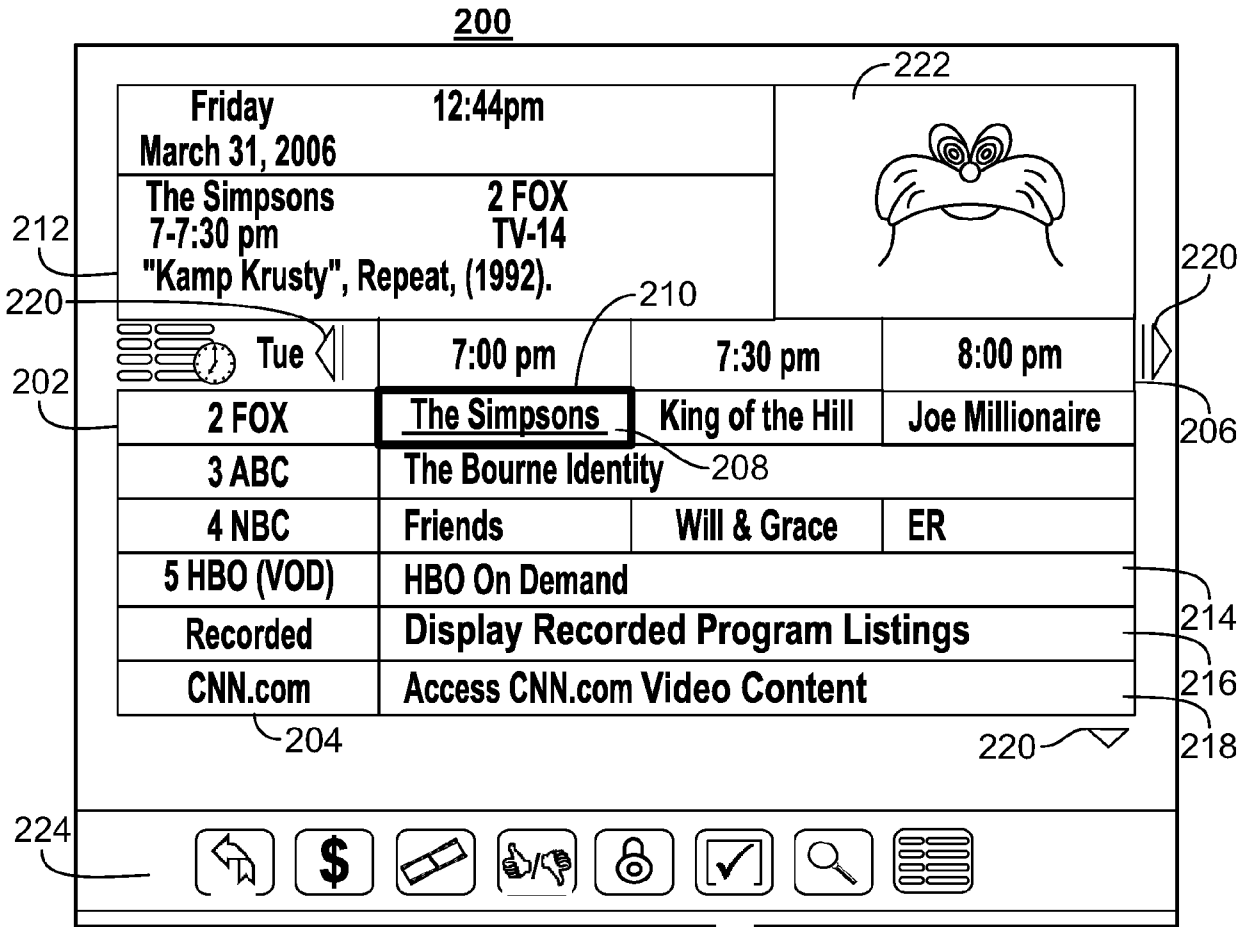 200
222
Friday 12:44pm
March 31, 2006
The Simpsons 2 FOX
7-7:30 pm TV-14
"Kamp Krusty", Repeat, (1992).
212
220
210
220
Tue 7:00 pm 7:30 pm 8:00 pm
202
2 FOX The Simpsons King of the Hill Joe Millionaire
206
3 ABC The Bourne Identity
208
4 NBC Friends Will & Grace ER
5 HBO (VOD) HBO On Demand
214
Recorded Display Recorded Program Listings
216
CNN.com Access CNN.com Video Content
218
204
220
224
$